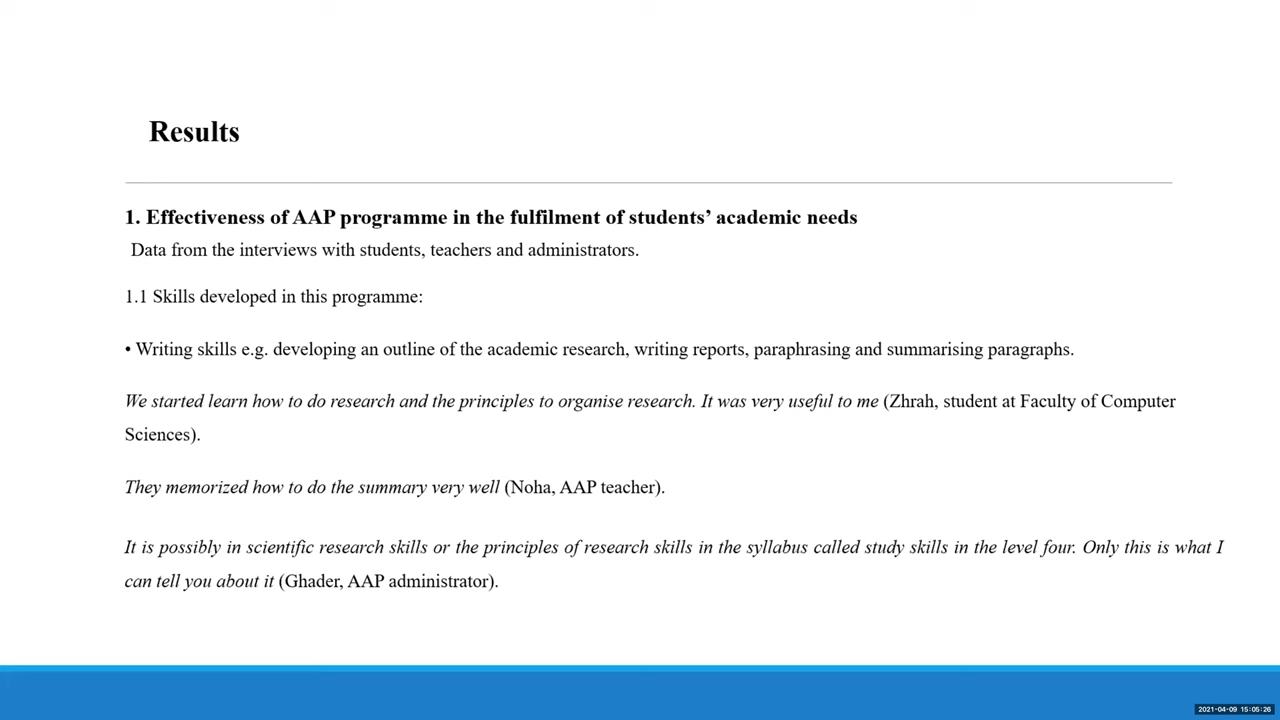 Results
1. Effectiveness of AAP programme in the fulfilment of students’ academic needs
Data from the interviews with students, teachers and administrators.
1.1 Skills developed in this programme:
• Writing skills e.g. developing an outline of the academic research, writing reports, paraphrasing and summarising paragraphs.
We started learn how to do research and the principles to organise research. It was very useful to me (Zhrah, student at Faculty of Computer
Sciences).
They memorized how to do the summary very well (Noha, AAP teacher).
It is possibly in scientific research skills or the principles of research skills in the syllabus called study skills in the level four. Only this is what I
can tell you about it (Ghader, AAP administrator).
2021-04-09 15:05:26